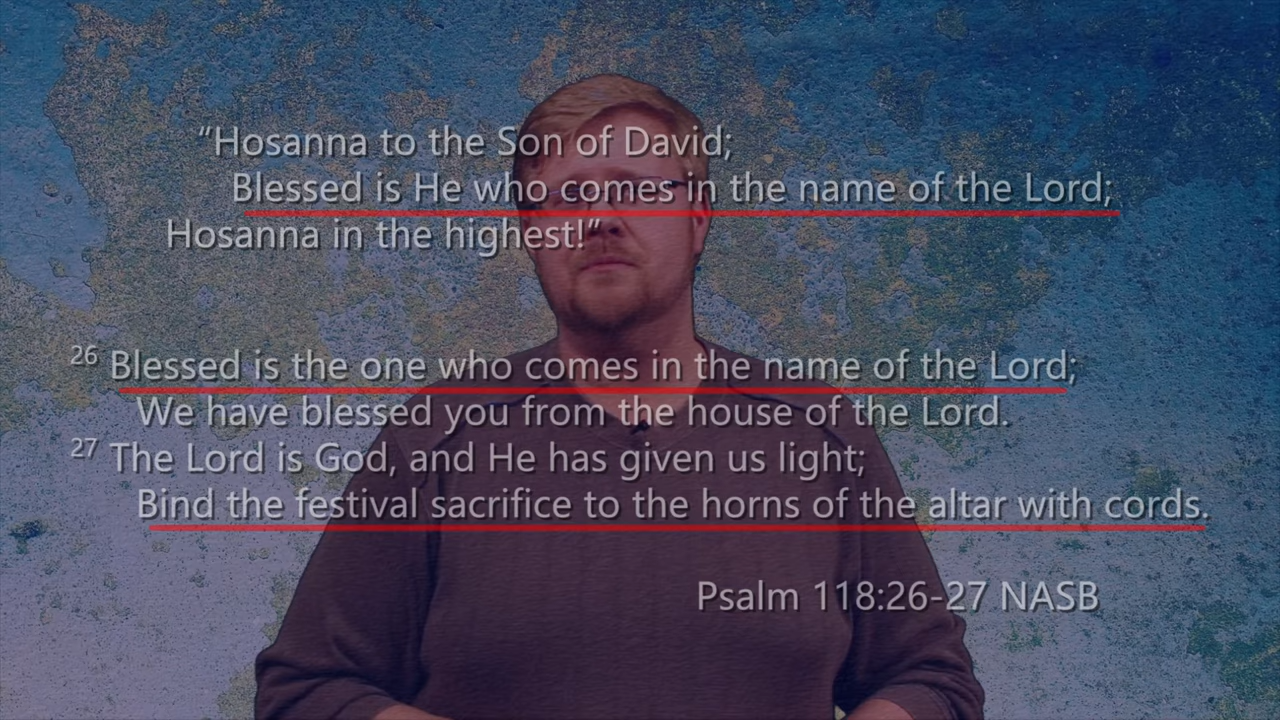 “Hosanna to the Son of David;
Blessed is He who comes in the name of the Lord;
Hosanna in the highest!”
26 Blessed is the one who comes in the name of the Lord;
We have blessed you from the house of the Lord.
27 The Lord is God, and He has given us light;
Bind the festival sacrifice to the horns of the altar with cords.
Psalm 118:26-27 NASB